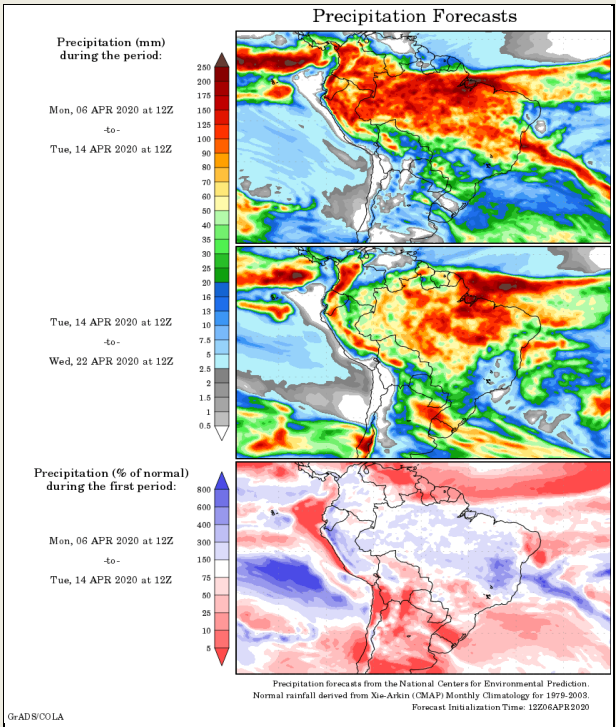 Precipitation Forecasts
Precipitation (mm)
during the period:
Mon, 06 APR 2020 at 12Z
-to-
Tue, 14 APR 2020 at 12Z
250
200
175
150
125
100
90
80
70
60
50
40
35
30
25
20
16
13
10
7.5
5
2.5
2
1.5
1
0.5
Tue, 14 APR 2020 at 12Z
-to-
Wed, 22 APR 2020 at 12Z
Precipitation (% of normal)
during the first period:
Mon, 06 APR 2020 at 12Z
-to-
Tue, 14 APR 2020 at 12Z
800
600
400
300
150
75
50
25
10
5
Precipitation forecasts from the National Centers for Environmental Prediction.
Normal rainfall derived from Xie-Arkin (CMAP) Monthly Climatology for 1979-2003.
Forecast Initialization Time: 12Z06APR2020
GrADS/COLA